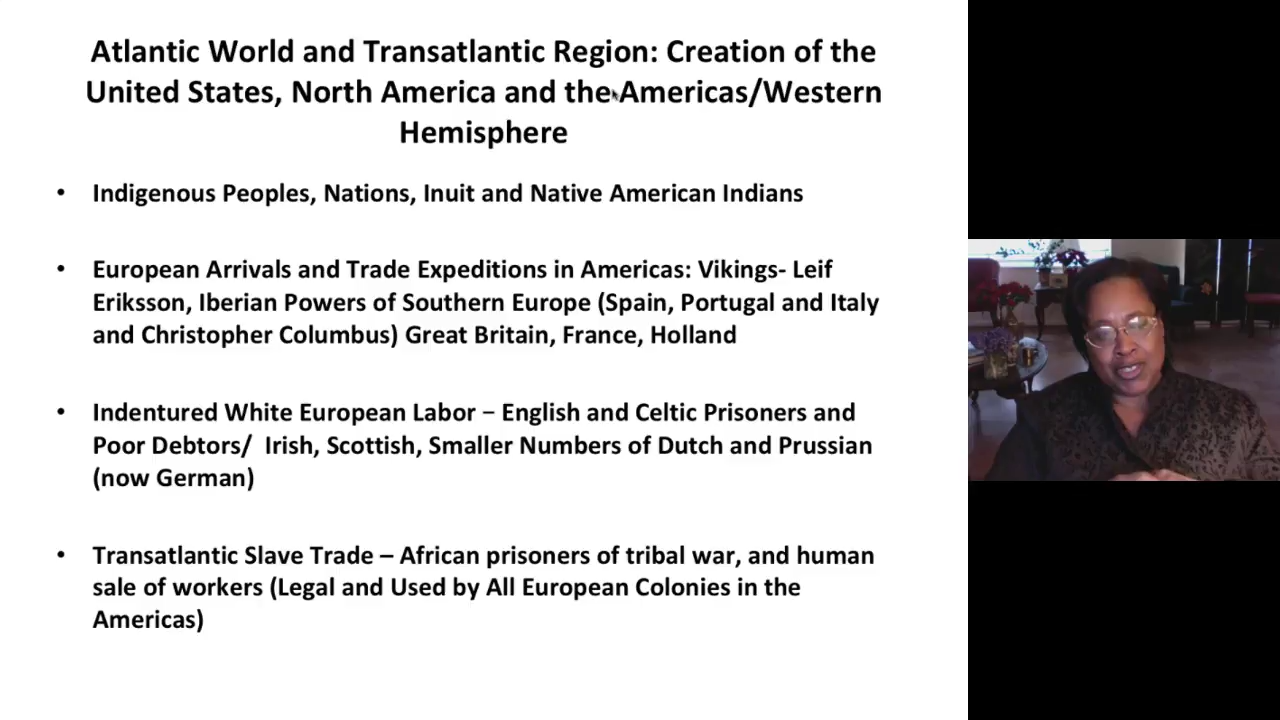 Atlantic World and Transatlantic Region: Creation of the
United States, North America and the Americas/Western
Hemisphere
• Indigenous Peoples, Nations, Inuit and Native American Indians
• European Arrivals and Trade Expeditions in Americas: Vikings- Leif
Eriksson, Iberian Powers of Southern Europe (Spain, Portugal and Italy
and Christopher Columbus) Great Britain, France, Holland
• Indentured White European Labor – English and Celtic Prisoners and
Poor Debtors/ Irish, Scottish, Smaller Numbers of Dutch and Prussian
(now German)
• Transatlantic Slave Trade – African prisoners of tribal war, and human
sale of workers (Legal and Used by All European Colonies in the
Americas)